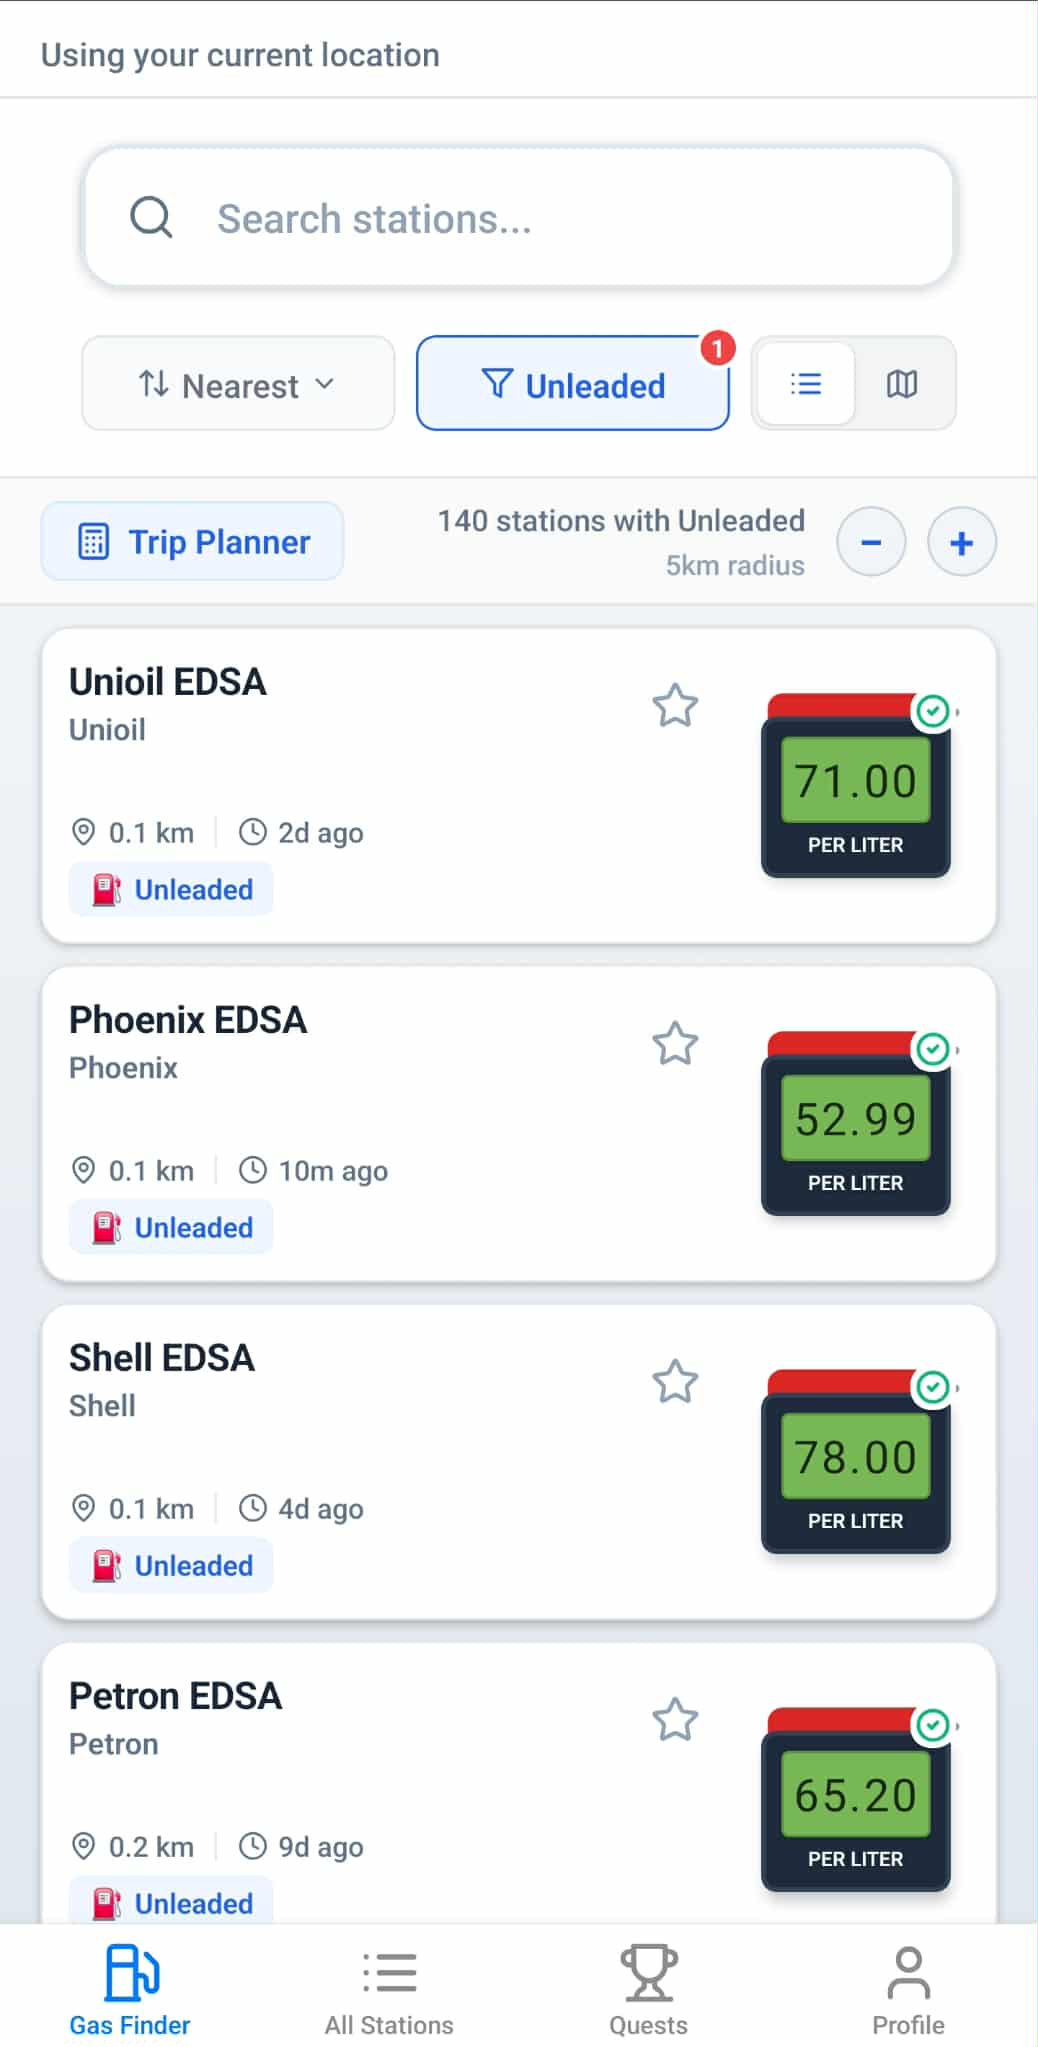 Using your current location
Search stations...
Nearest
Unleaded
1
Trip Planner
140 stations with Unleaded
5km radius
Unioil EDSA
Unioil
0.1 km
2d ago
Unleaded
71.00
PER LITER
Phoenix EDSA
Phoenix
0.1 km
10m ago
Unleaded
52.99
PER LITER
Shell EDSA
Shell
0.1 km
4d ago
Unleaded
78.00
PER LITER
Petron EDSA
Petron
0.2 km
9d ago
Unleaded
65.20
PER LITER
Gas Finder
All Stations
Quests
Profile